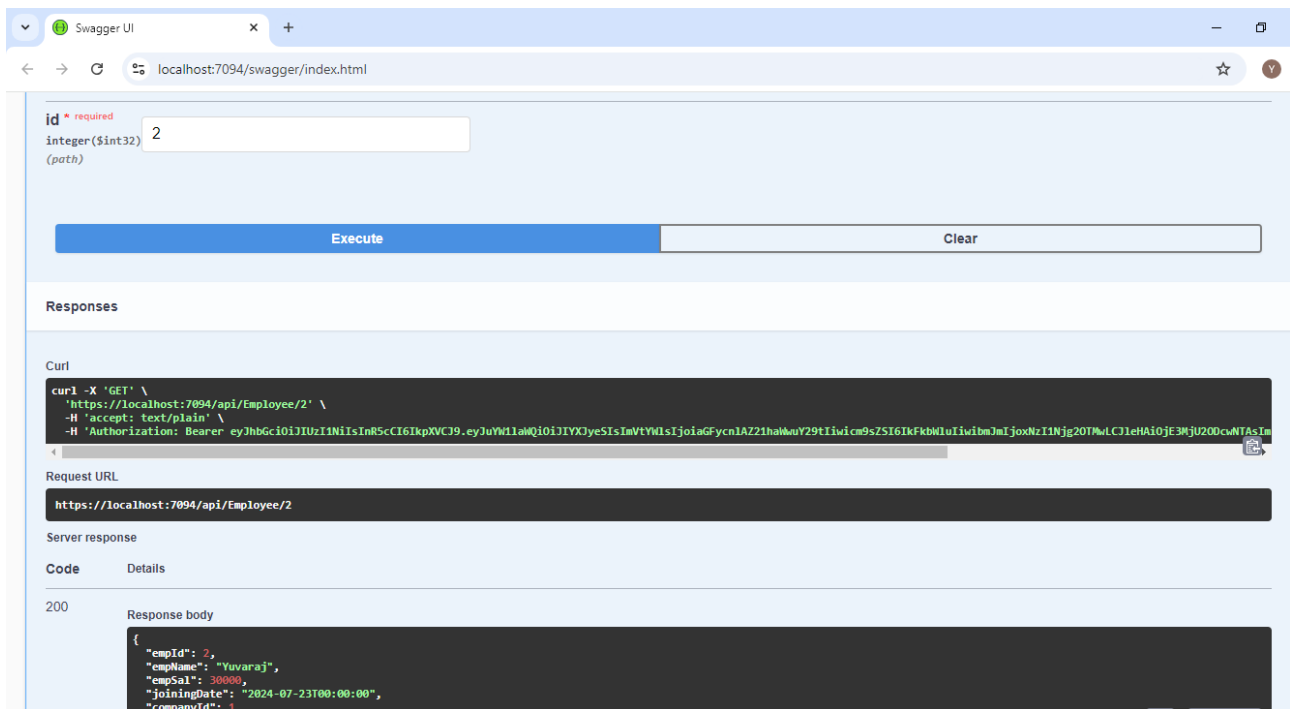 Swagger UI
localhost:7094/swagger/index.html
Y
id * required
integer($int32)
2
(path)
Execute
Clear
Responses
Curl
curl -X 'GET' \
'https://localhost:7094/api/Employee/2' \
-H 'accept: text/plain' \
-H 'Authorization: Bearer
Request URL
https://localhost:7094/api/Employee/2
Server response
Code Details
200
Response body
{
"empId": 2,
"empName": "Yuvaraj",
"empSal": 30000,
"joiningDate": "2024-07-23T00:00:00",
"companyId": 1